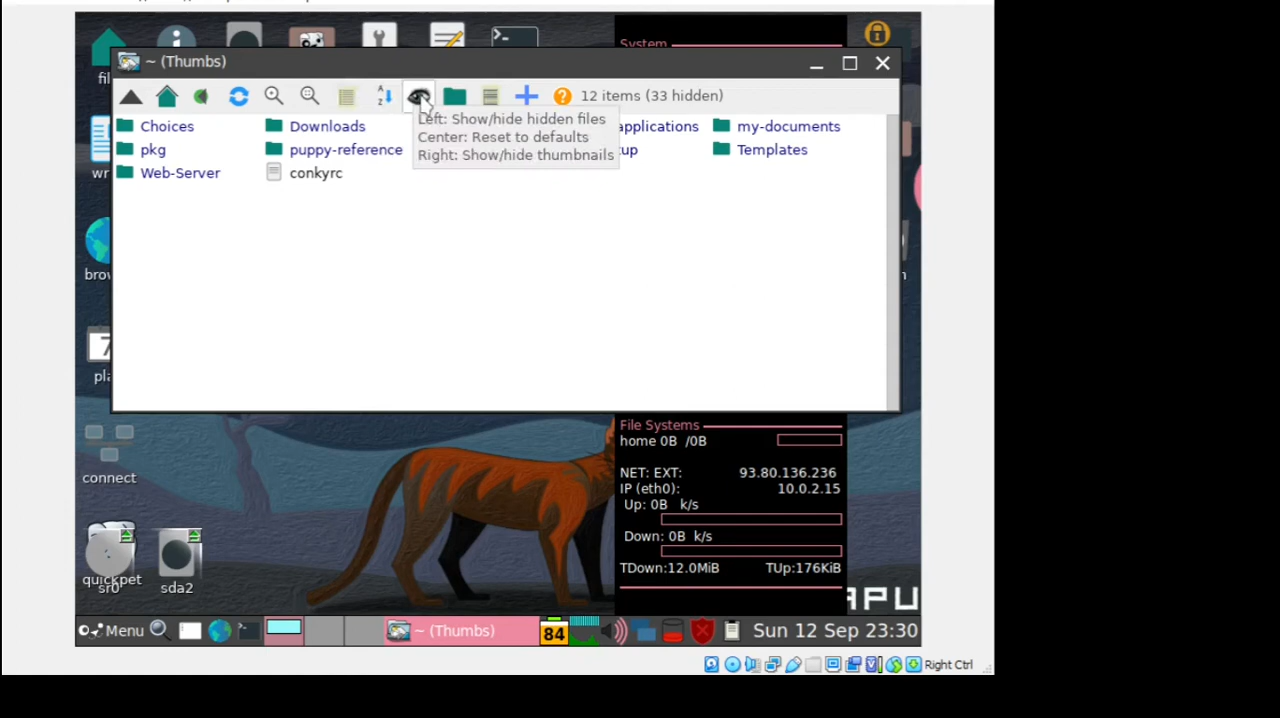 System
~ (Thumbs)
12 items (33 hidden)
Left: Show/hide hidden files
Center: Reset to defaults
Right: Show/hide thumbnails
Choices
Downloads
applications
my-documents
pkg
puppy-reference
Templates
Web-Server
conkyrc
File Systems
home 0B /0B
NET: EXT: 93.80.136.236
IP (eth0): 10.0.2.15
Up: 0B k/s
Down: 0B k/s
TDown:12.0MiB TUp:176KiB
connect
quickpet
sr0
sda2
Menu
~ (Thumbs)
84
Sun 12 Sep 23:30
Right Ctrl